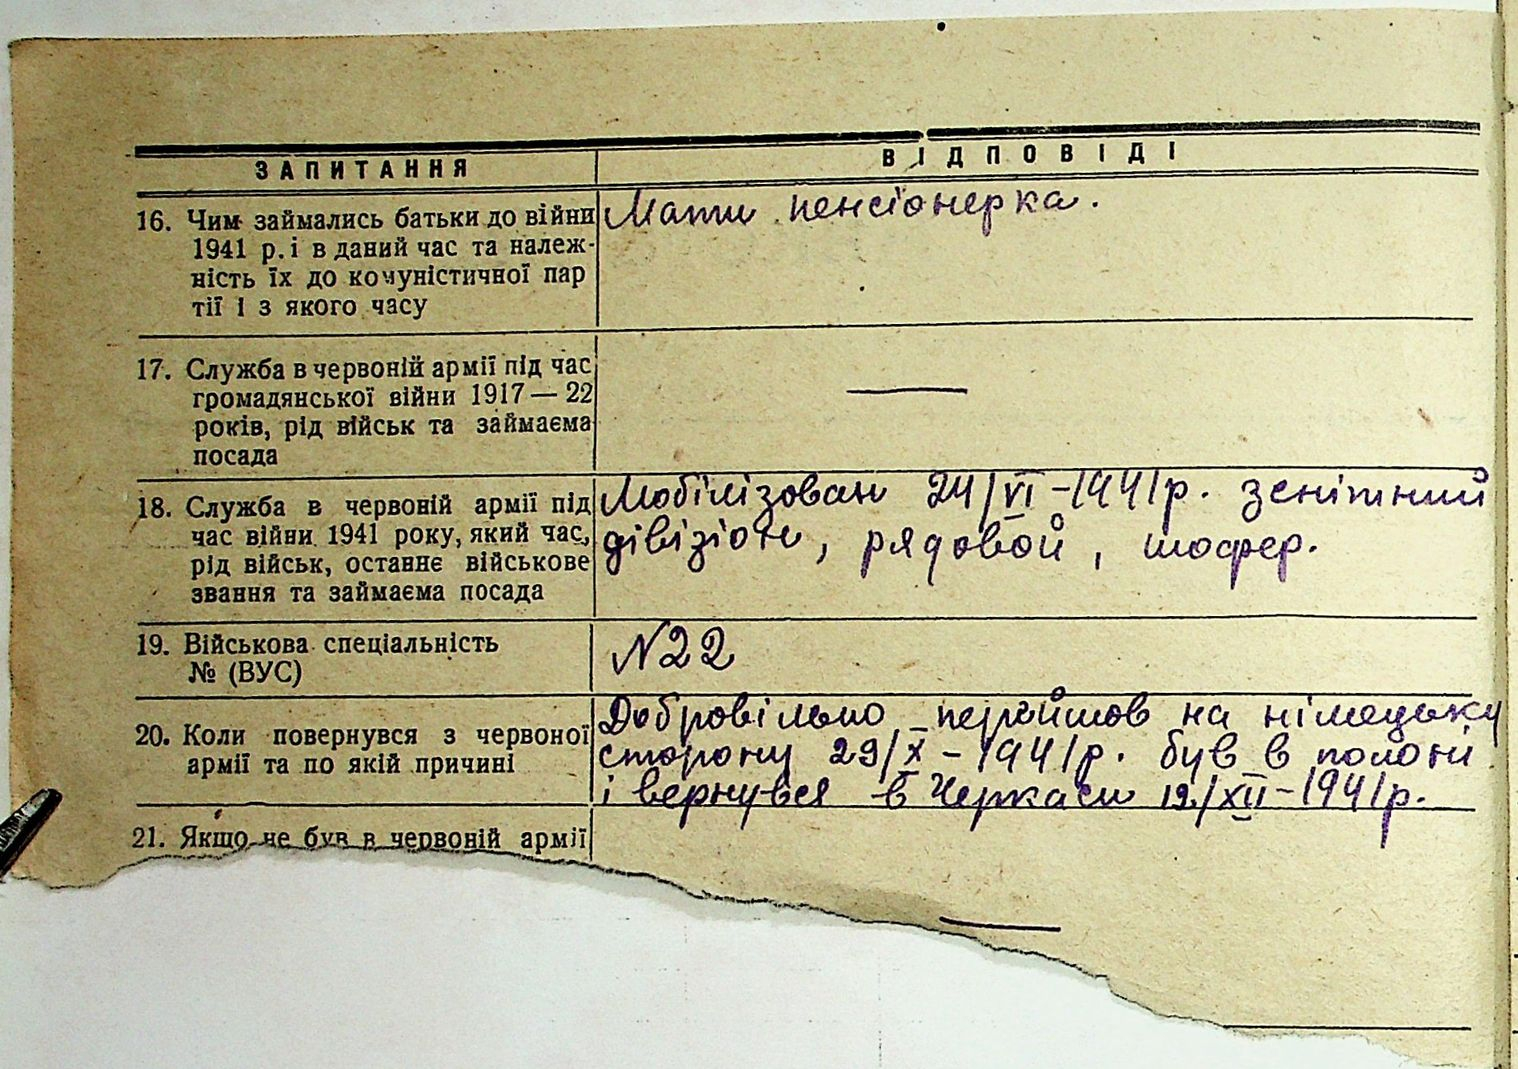 ЗАПИТАННЯ
ВІДПОВІДІ
16. Чим займались батьки до війни
1941 р. і в даний час та належ-
ність їх до комуністичної пар
тії і з якого часу
Мати пенсіонерка.
17. Служба в червоній армії під час
громадянської війни 1917 — 22
років, рід військ та займаєма
посада
—
18. Служба в червоній армії під
час війни 1941 року, який час,
рід військ, останнє військове
звання та займаєма посада
Мобілізован 24/VI-1941р. зенітний
дівізіон, рядовой, шофер.
19. Військова спеціальність
№ (ВУС)
N22
20. Коли повернувся з червоної
армії та по якій причині
Добровільно перейшов на німецьку
сторону 29/X-1941р. був в полоні
і вернувся в Черкаси 12/XII-1941р.
21. Якщо не був в червоній армії
—